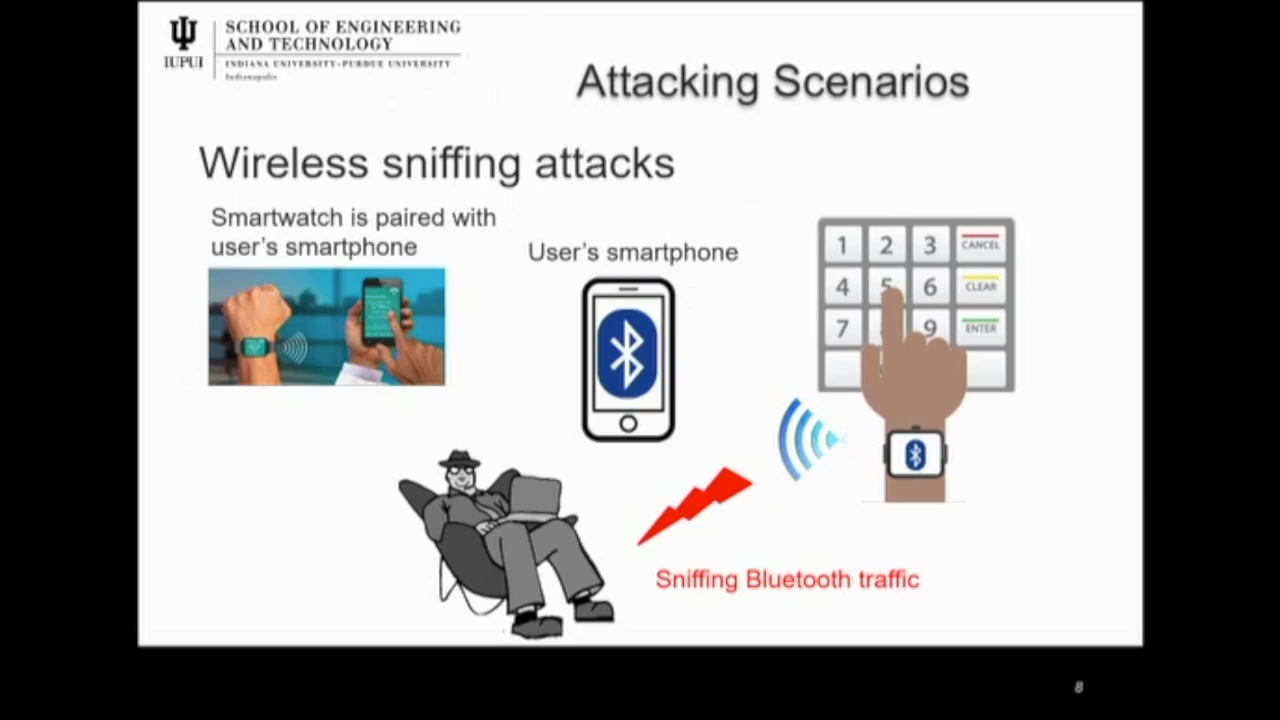 SCHOOL OF ENGINEERING
AND TECHNOLOGY
IUPUI
INDIANA UNIVERSITY-PURDUE UNIVERSITY
Indianapolis
Attacking Scenarios
Wireless sniffing attacks
Smartwatch is paired with
user's smartphone
User's smartphone
1 2 3 CANCEL
4 5 6 CLEAR
7 9 ENTER
Sniffing Bluetooth traffic
8